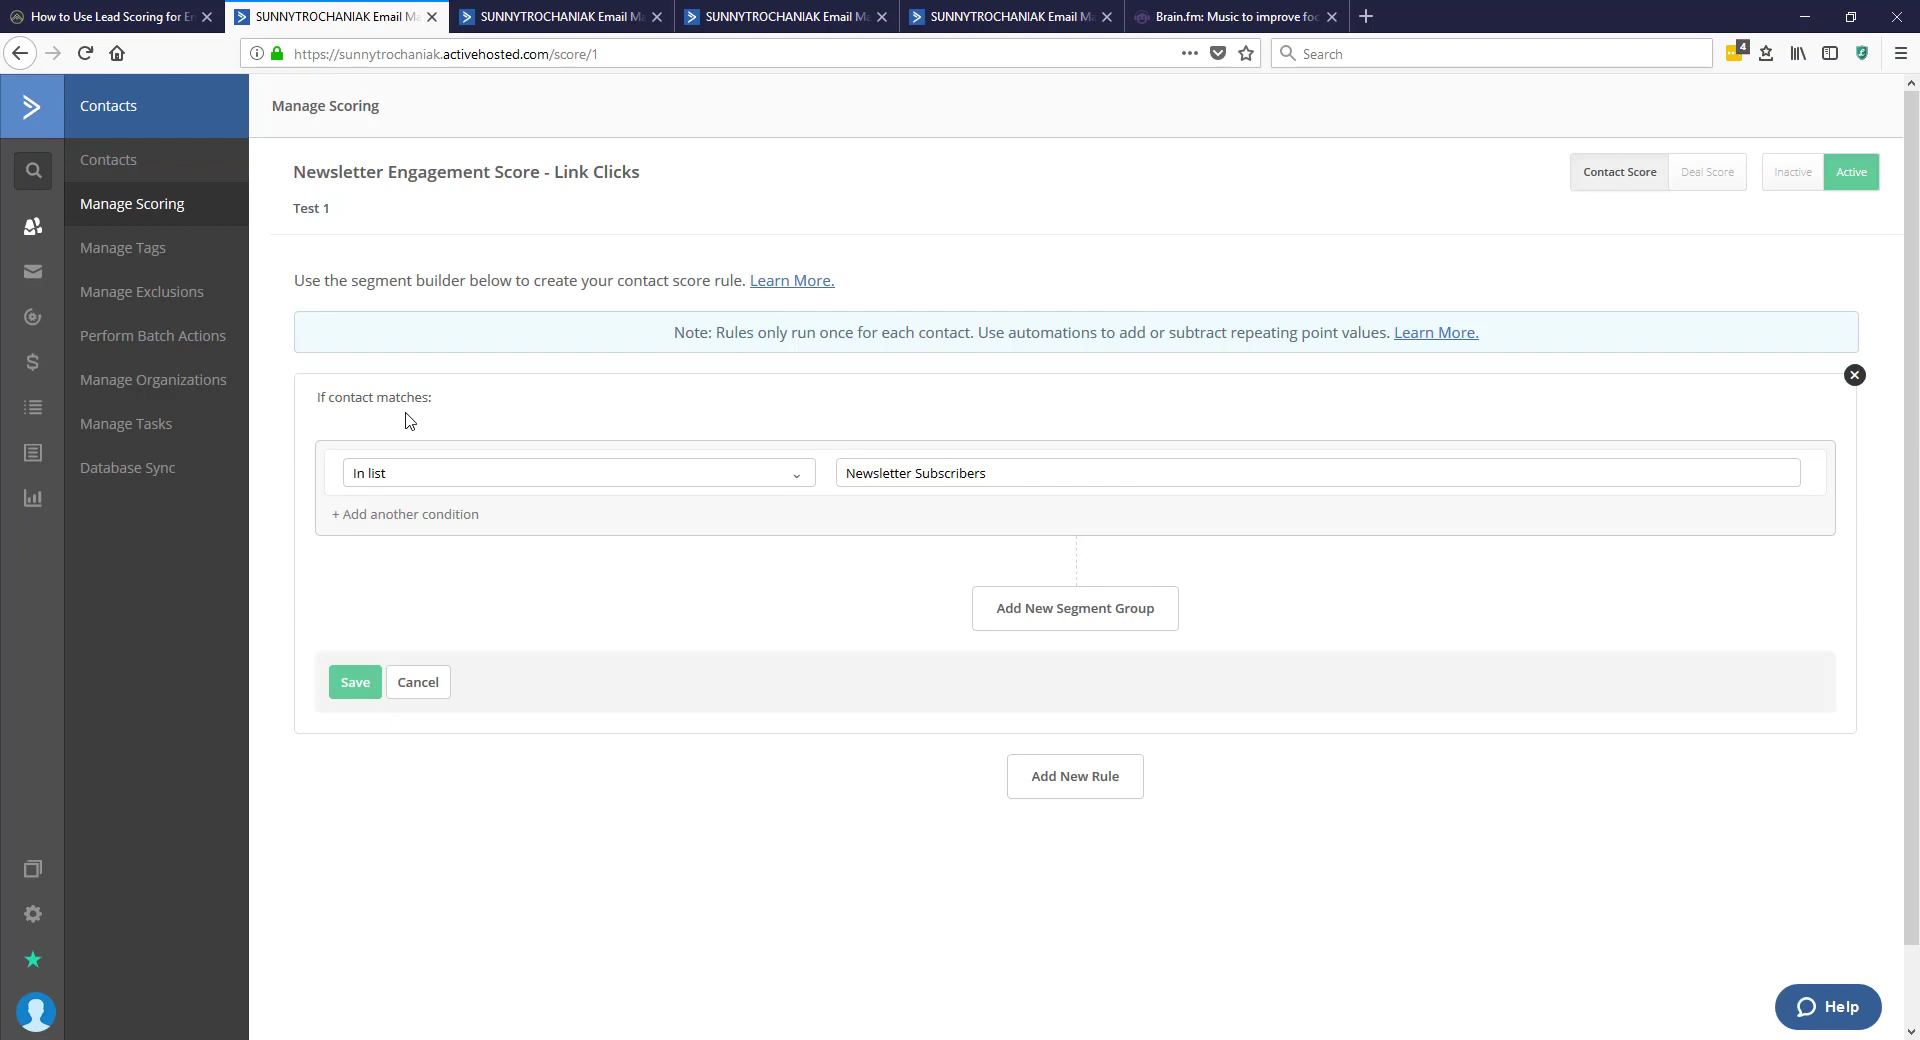 How to Use Lead Scoring for E
SUNNYTROCHANIAK Email Ma
SUNNYTROCHANIAK Email Ma
SUNNYTROCHANIAK Email Ma
SUNNYTROCHANIAK Email Ma
Brain.fm: Music to improve foc
https://sunnytrochaniak.activehosted.com/score/1
Search
4
Contacts
Manage Scoring
Contacts
Manage Scoring
Manage Tags
Manage Exclusions
Perform Batch Actions
Manage Organizations
Manage Tasks
Database Sync
Newsletter Engagement Score - Link Clicks
Contact Score
Deal Score
Inactive
Active
Test 1
Use the segment builder below to create your contact score rule. Learn More.
Note: Rules only run once for each contact. Use automations to add or subtract repeating point values. Learn More.
If contact matches:
In list
Newsletter Subscribers
+ Add another condition
Add New Segment Group
Save
Cancel
Add New Rule
Help